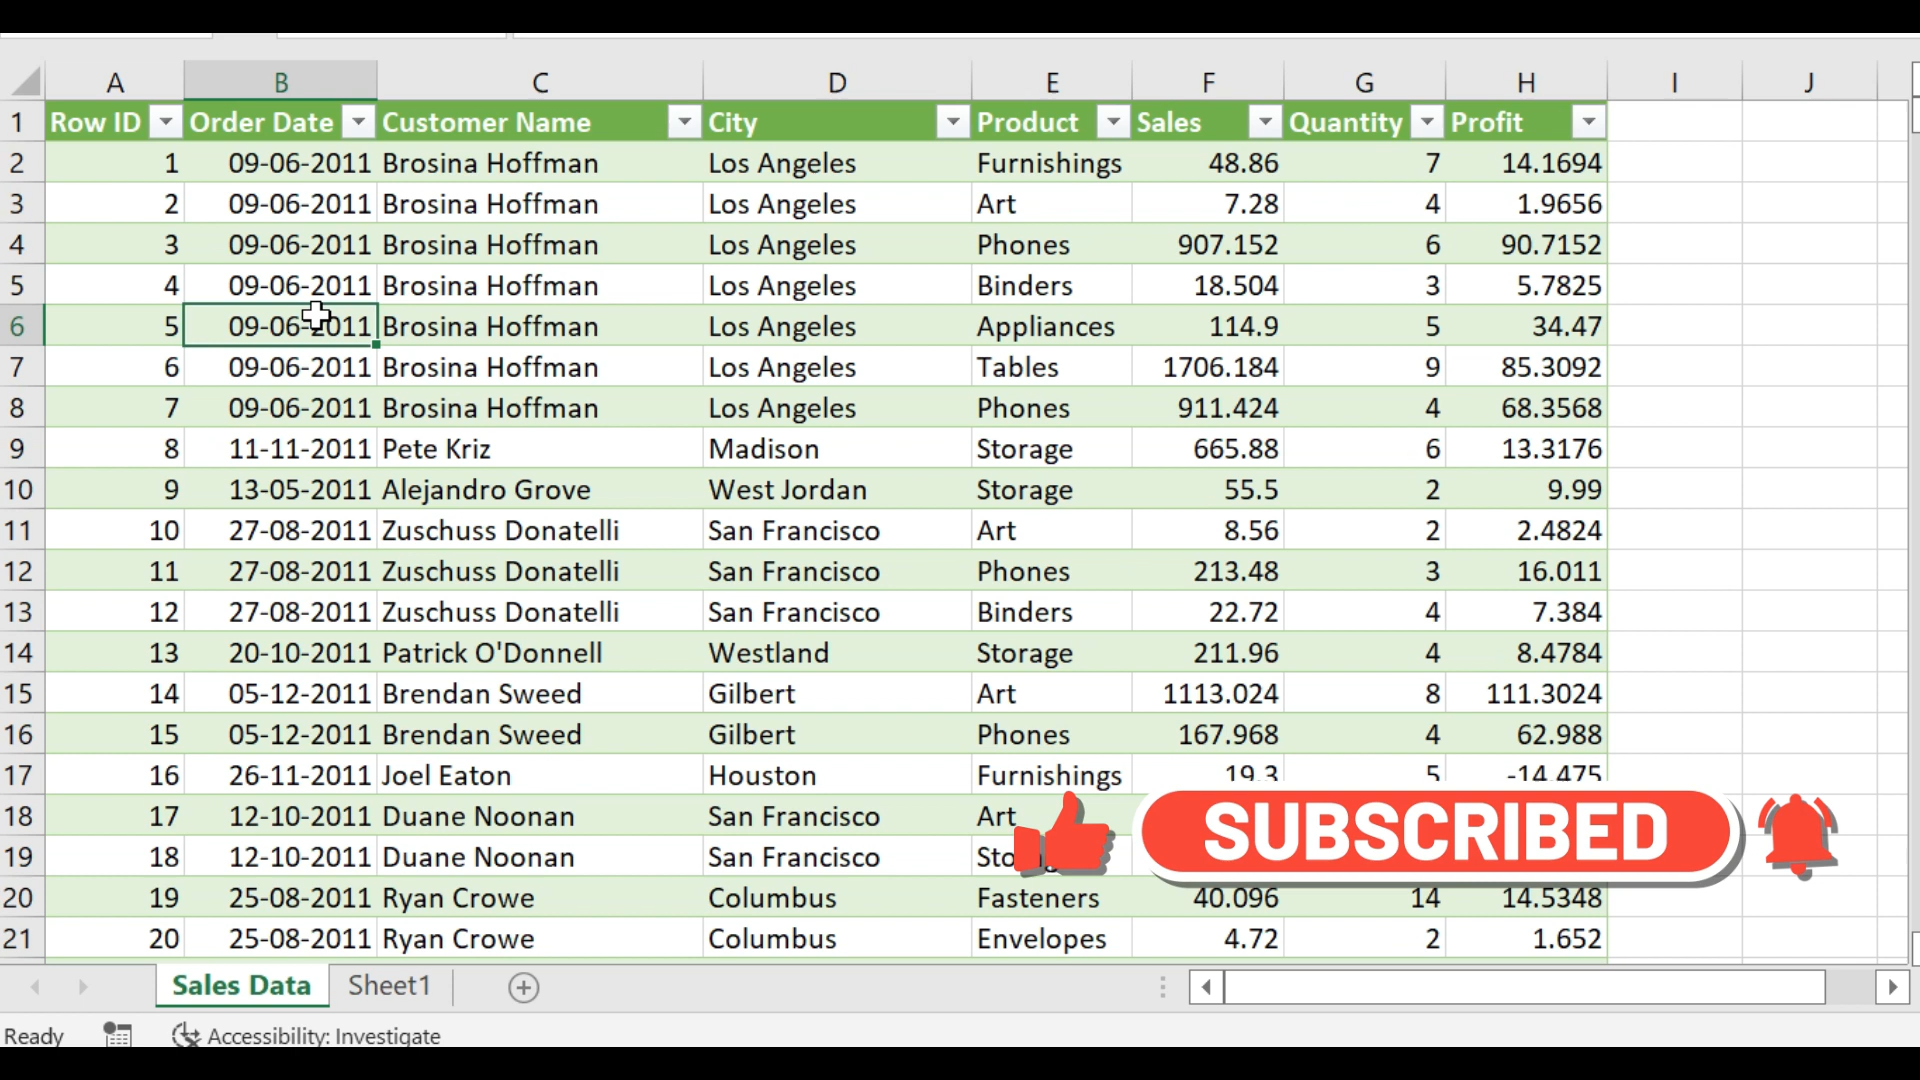 A B C D E F G H I J
1 Row ID Order Date Customer Name City Product Sales Quantity Profit
2 1 09-06-2011 Brosina Hoffman Los Angeles Furnishings 48.86 7 14.1694
3 2 09-06-2011 Brosina Hoffman Los Angeles Art 7.28 4 1.9656
4 3 09-06-2011 Brosina Hoffman Los Angeles Phones 907.152 6 90.7152
5 4 09-06-2011 Brosina Hoffman Los Angeles Binders 18.504 3 5.7825
6 5 09-06-2011 Brosina Hoffman Los Angeles Appliances 114.9 5 34.47
7 6 09-06-2011 Brosina Hoffman Los Angeles Tables 1706.184 9 85.3092
8 7 09-06-2011 Brosina Hoffman Los Angeles Phones 911.424 4 68.3568
9 8 11-11-2011 Pete Kriz Madison Storage 665.88 6 13.3176
10 9 13-05-2011 Alejandro Grove West Jordan Storage 55.5 2 9.99
11 10 27-08-2011 Zuschuss Donatelli San Francisco Art 8.56 2 2.4824
12 11 27-08-2011 Zuschuss Donatelli San Francisco Phones 213.48 3 16.011
13 12 27-08-2011 Zuschuss Donatelli San Francisco Binders 22.72 4 7.384
14 13 20-10-2011 Patrick O'Donnell Westland Storage 211.96 4 8.4784
15 14 05-12-2011 Brendan Sweed Gilbert Art 1113.024 8 111.3024
16 15 05-12-2011 Brendan Sweed Gilbert Phones 167.968 4 62.988
17 16 26-11-2011 Joel Eaton Houston Furnishings 19.3 5 -14.475
18 17 12-10-2011 Duane Noonan San Francisco Art
SUBSCRIBED
19 18 12-10-2011 Duane Noonan San Francisco
20 19 25-08-2011 Ryan Crowe Columbus Fasteners 40.096 14 14.5348
21 20 25-08-2011 Ryan Crowe Columbus Envelopes 4.72 2 1.652
Sales Data Sheet1
Ready Accessibility: Investigate